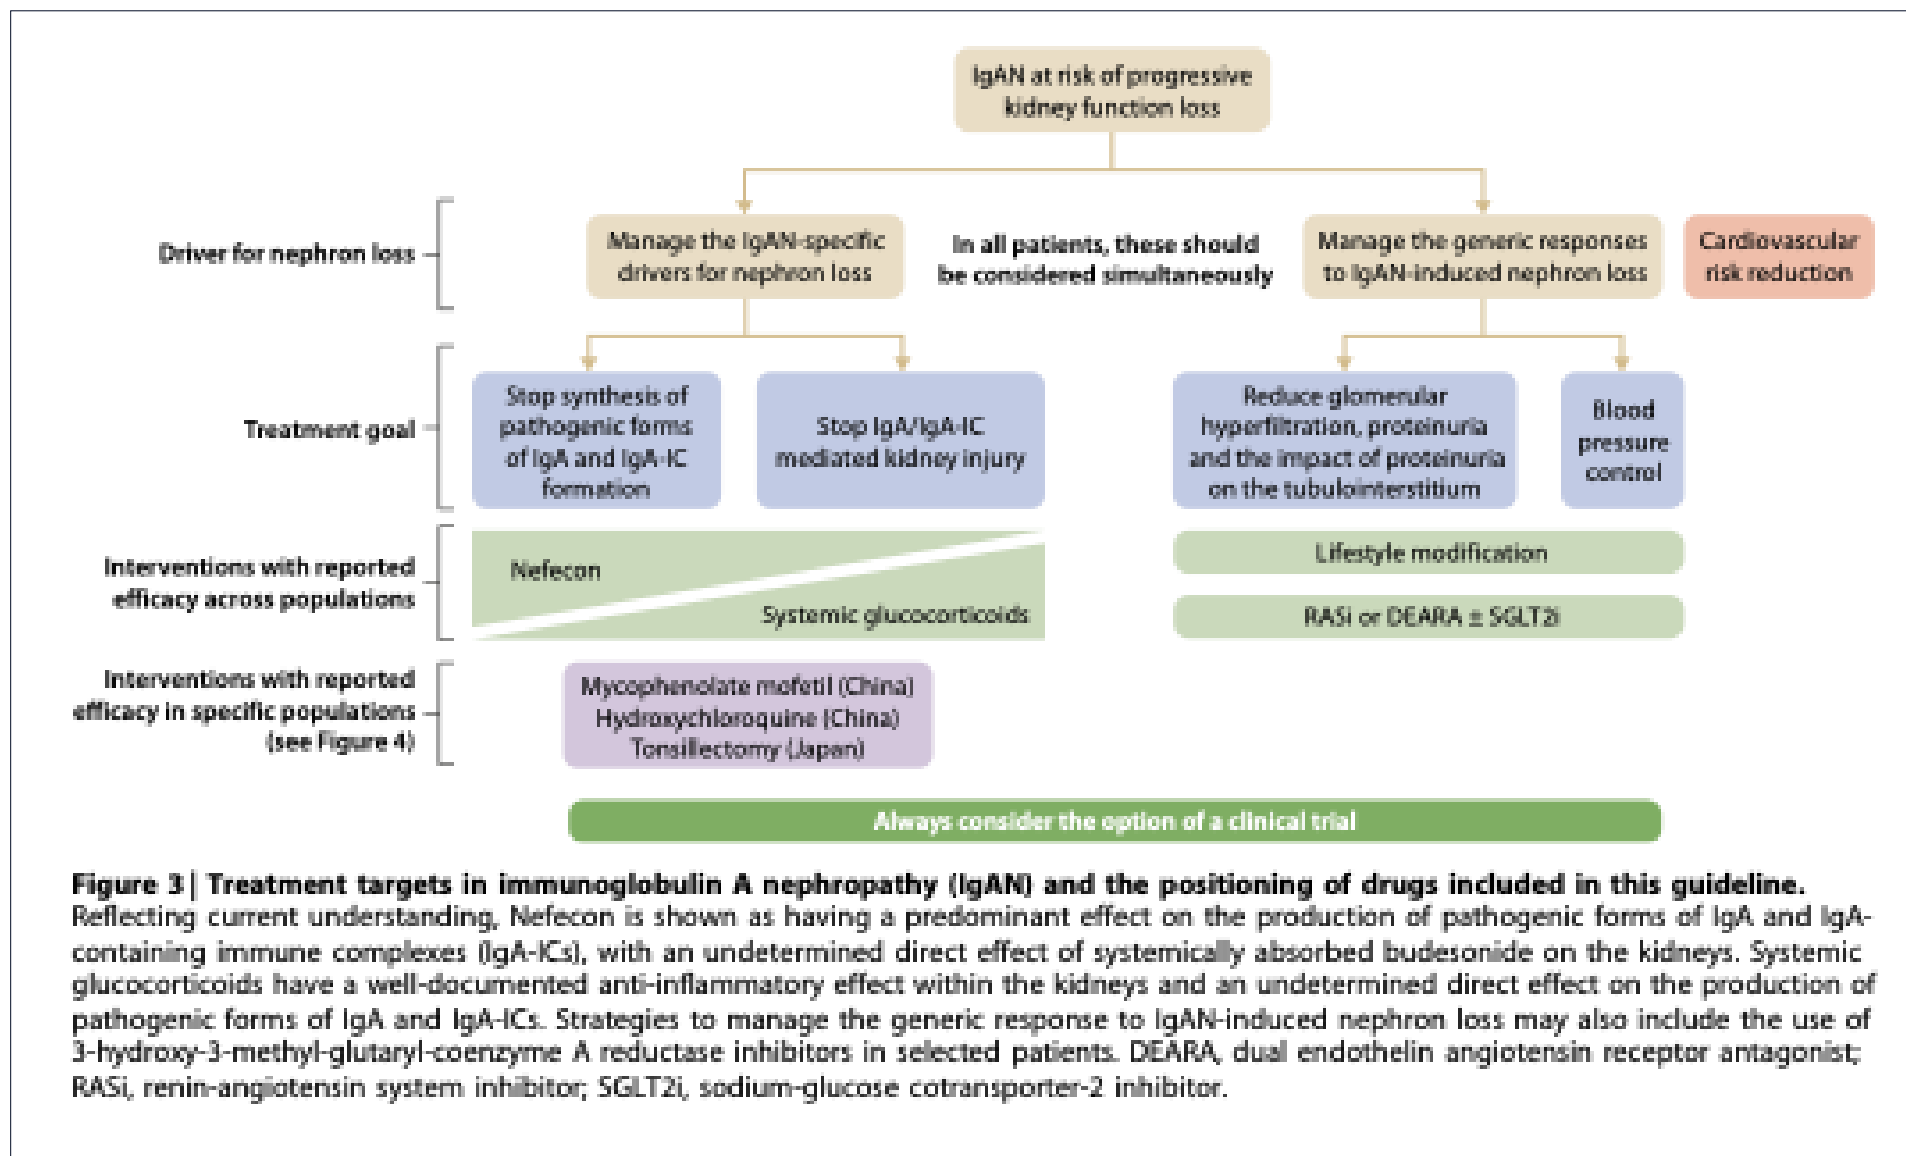 IgAN at risk of progressive
kidney function loss
Driver for nephron loss
Manage the IgAN-specific
drivers for nephron loss
In all patients, these should
be considered simultaneously
Manage the generic responses
to IgAN-induced nephron loss
Cardiovascular
risk reduction
Treatment goal
Stop synthesis of
pathogenic forms
of IgA and IgA-IC
formation
Stop IgA/IgA-IC
mediated kidney injury
Reduce glomerular
hyperfiltration, proteinuria
and the impact of proteinuria
on the tubulointerstitium
Blood
pressure
control
Interventions with reported
efficacy across populations
Nefecon
Systemic glucocorticoids
Lifestyle modification
RASi or DEARA ± SGLT2i
Interventions with reported
efficacy in specific populations
(see Figure 4)
Mycophenolate mofetil (China)
Hydroxychloroquine (China)
Tonsillectomy (Japan)
Always consider the option of a clinical trial
Figure 3 | Treatment targets in immunoglobulin A nephropathy (IgAN) and the positioning of drugs included in this guideline.
Reflecting current understanding, Nefecon is shown as having a predominant effect on the production of pathogenic forms of IgA and IgA-
containing immune complexes (IgA-ICs), with an undetermined direct effect of systemically absorbed budesonide on the kidneys. Systemic
glucocorticoids have a well-documented anti-inflammatory effect within the kidneys and an undetermined direct effect on the production of
pathogenic forms of IgA and IgA-ICs. Strategies to manage the generic response to IgAN-induced nephron loss may also include the use of
3-hydroxy-3-methyl-glutaryl-coenzyme A reductase inhibitors in selected patients. DEARA, dual endothelin angiotensin receptor antagonist;
RASi, renin-angiotensin system inhibitor; SGLT2i, sodium-glucose cotransporter-2 inhibitor.